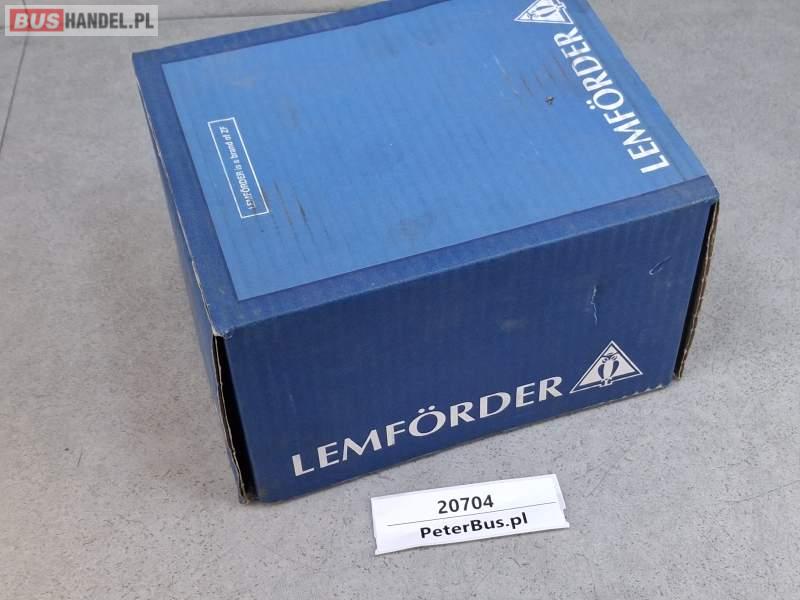 BUSHANDEL.PL
LEMFÖRDER
LEMFÖRDER is a brand of ZF
LEMFÖRDER
20704
PeterBus.pl